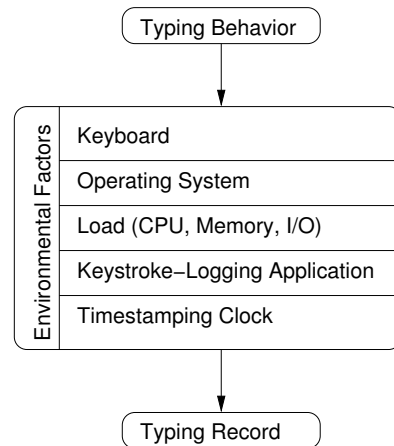 Typing Behavior
Environmental Factors
Keyboard
Operating System
Load (CPU, Memory, I/O)
Keystroke−Logging Application
Timestamping Clock
Typing Record